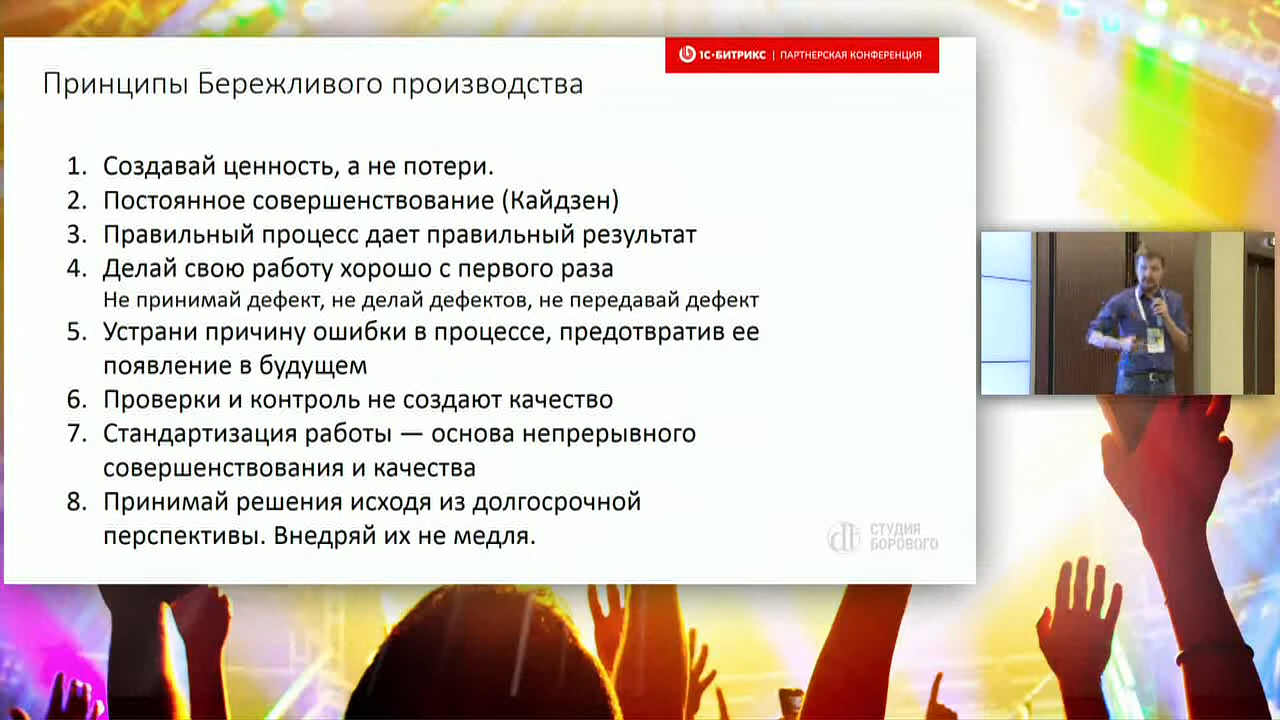 1С-БИТРИКС | ПАРТНЕРСКАЯ КОНФЕРЕНЦИЯ
Принципы Бережливого производства
1. Создавай ценность, а не потери.
2. Постоянное совершенствование (Кайдзен)
3. Правильный процесс дает правильный результат
4. Делай свою работу хорошо с первого раза
Не принимай дефект, не делай дефектов, не передавай дефект
5. Устрани причину ошибки в процессе, предотвратив ее
появление в будущем
6. Проверки и контроль не создают качество
7. Стандартизация работы — основа непрерывного
совершенствования и качества
8. Принимай решения исходя из долгосрочной
перспективы. Внедряй их не медля.
СТУДИЯ
БОРОВОГО